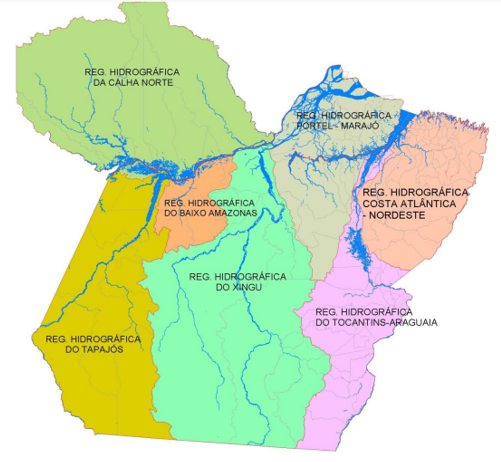 REG. HIDROGRÁFICA
DA CALHA NORTE
REG. HIDROGRÁFICA
PORTEL - MARAJÓ
REG. HIDROGRÁFICA
COSTA ATLÂNTICA
- NORDESTE
REG. HIDROGRÁFICA
DO BAIXO AMAZONAS
REG. HIDROGRÁFICA
DO XINGU
REG. HIDROGRÁFICA
DO TOCANTINS-ARAGUAIA
REG. HIDROGRÁFICA
DO TAPAJÓS